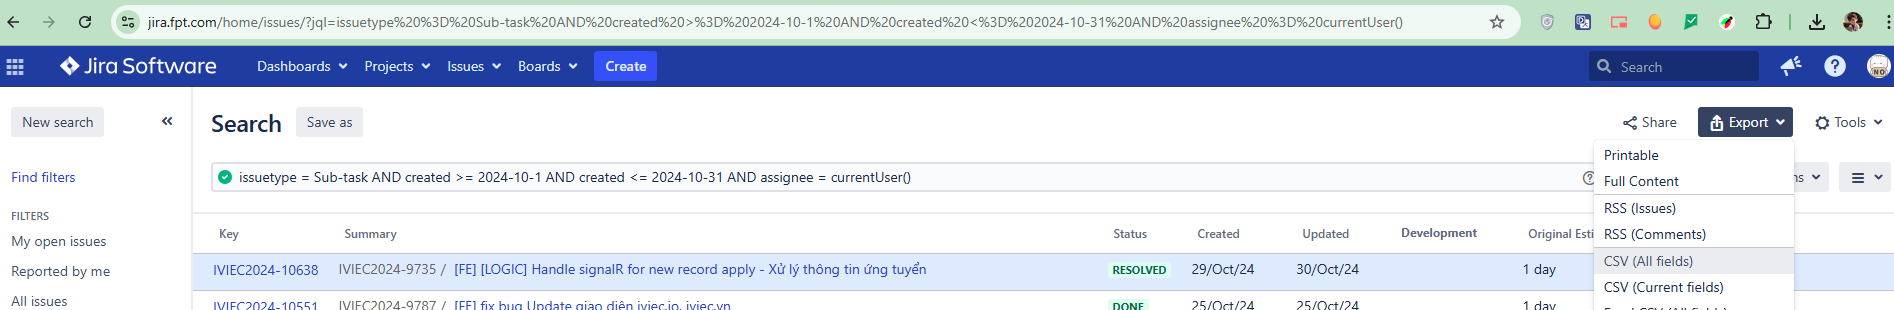 jira.fpt.com/home/issues/?jql=issuetype%20%3D%20Sub-task%20AND%20created%20>%3D%202024-10-1%20AND%20created%20<%3D%202024-10-31%20AND%20assignee%20%3D%20currentUser()
Jira Software Dashboards Projects Issues Boards Create Search
New search Search Save as Share Export Tools
Printable
issuetype = Sub-task AND created >= 2024-10-1 AND created <= 2024-10-31 AND assignee = currentUser()
Find filters Full Content
RSS (Issues)
FILTERS
Key Summary Status Created Updated Development Original Esti RSS (Comments)
My open issues
CSV (All fields)
IVIEC2024-10638 IVIEC2024-9735 / [FE] [LOGIC] Handle signalR for new record apply - Xử lý thông tin ứng tuyển RESOLVED 29/Oct/24 30/Oct/24 1 day
Reported by me
CSV (Current fields)
All issues
IVIEC2024-10551 IVIEC2024-9787 / [FE] fix bug Update giao diện iviec.io, iviec.vn DONE 25/Oct/24 25/Oct/24 1 day